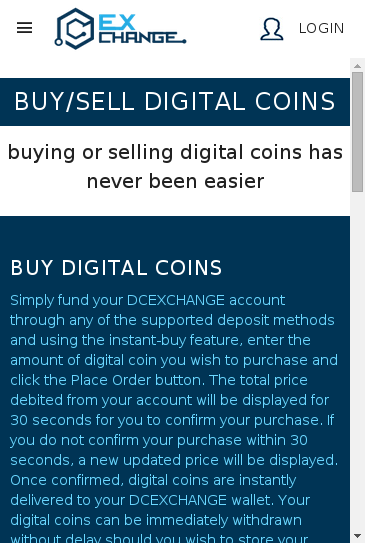 EX
CHANGE
LOGIN
BUY/SELL DIGITAL COINS
buying or selling digital coins has
never been easier
BUY DIGITAL COINS
Simply fund your DCEXCHANGE account
through any of the supported deposit methods
and using the instant-buy feature, enter the
amount of digital coin you wish to purchase and
click the Place Order button. The total price
debited from your account will be displayed for
30 seconds for you to confirm your purchase. If
you do not confirm your purchase within 30
seconds, a new updated price will be displayed.
Once confirmed, digital coins are instantly
delivered to your DCEXCHANGE wallet. Your
digital coins can be immediately withdrawn
without delay should you wish to store your